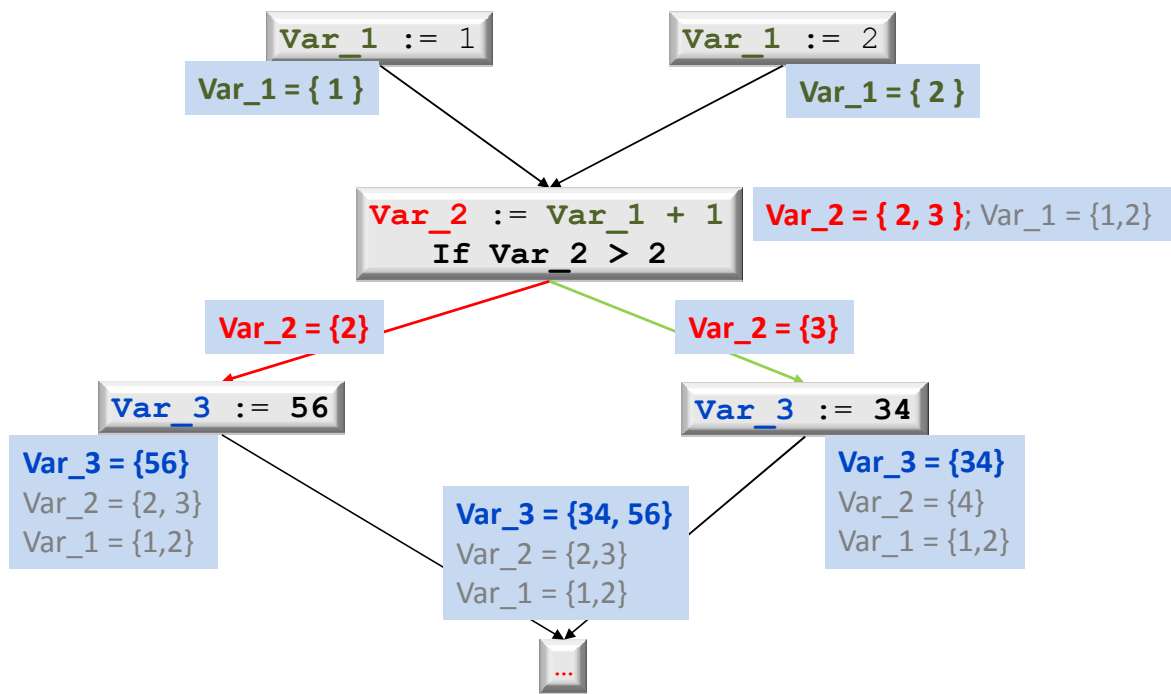 Var_1 := 1
Var_1 := 2
Var_1 = { 1 }
Var_1 = { 2 }
Var_2 := Var_1 + 1
If Var_2 > 2
Var_2 = { 2, 3 }; Var_1 = {1,2}
Var_2 = {2}
Var_2 = {3}
Var_3 := 56
Var_3 := 34
Var_3 = {56}
Var_2 = {2, 3}
Var_1 = {1,2}
Var_3 = {34, 56}
Var_2 = {2,3}
Var_1 = {1,2}
Var_3 = {34}
Var_2 = {4}
Var_1 = {1,2}
...